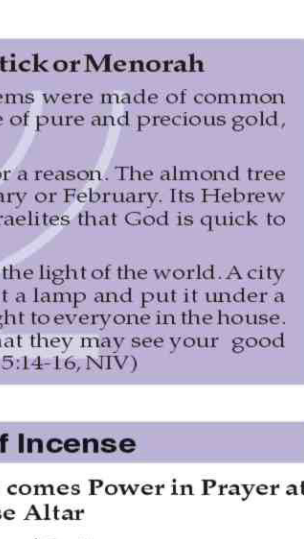 tick or Menorah
ems were made of common
e of pure and precious gold,
or a reason. The almond tree
ary or February. Its Hebrew
raelites that God is quick to
the light of the world. A city
t a lamp and put it under a
ght to everyone in the house.
hat they may see your good
5:14-16, NIV)
f Incense
comes Power in Prayer at
se Altar